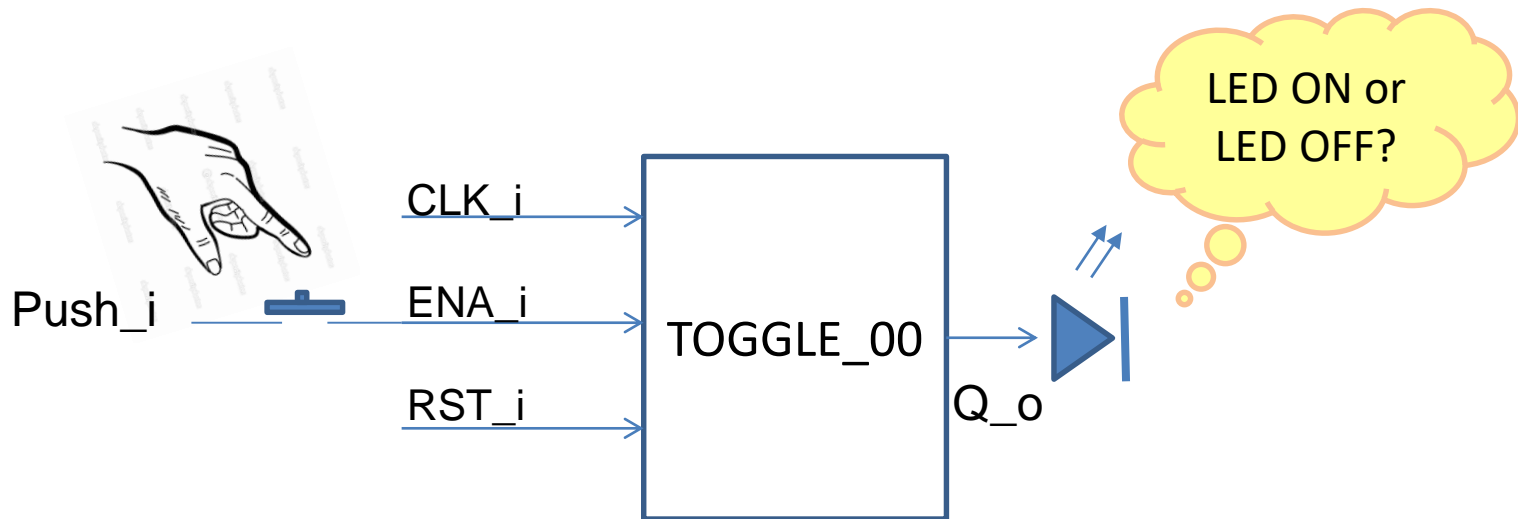 LED ON or
LED OFF?
CLK_i
Push_i
ENA_i
TOGGLE_00
RST_i
Q_o